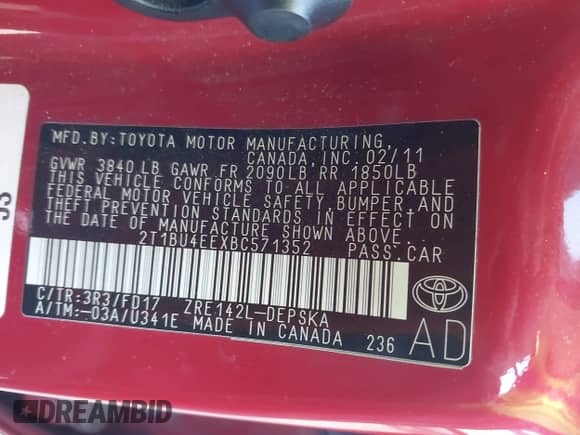 MFD.BY:TOYOTA MOTOR MANUFACTURING,
CANADA, INC. 02/11
GVWR 3840 LB GAWR FR 2090LB RR 1850LB
THIS VEHICLE CONFORMS TO ALL APPLICABLE
FEDERAL MOTOR VEHICLE SAFETY, BUMPER, AND
THEFT PREVENTION STANDARDS IN EFFECT ON
THE DATE OF MANUFACTURE SHOWN ABOVE.
2T1BU4EEXBC571352 PASS.CAR
C/TR:3R3/FD17 ZRE142L-DEPSKA
A/TM:-03A/U341E MADE IN CANADA 236
AD
DREAMBID